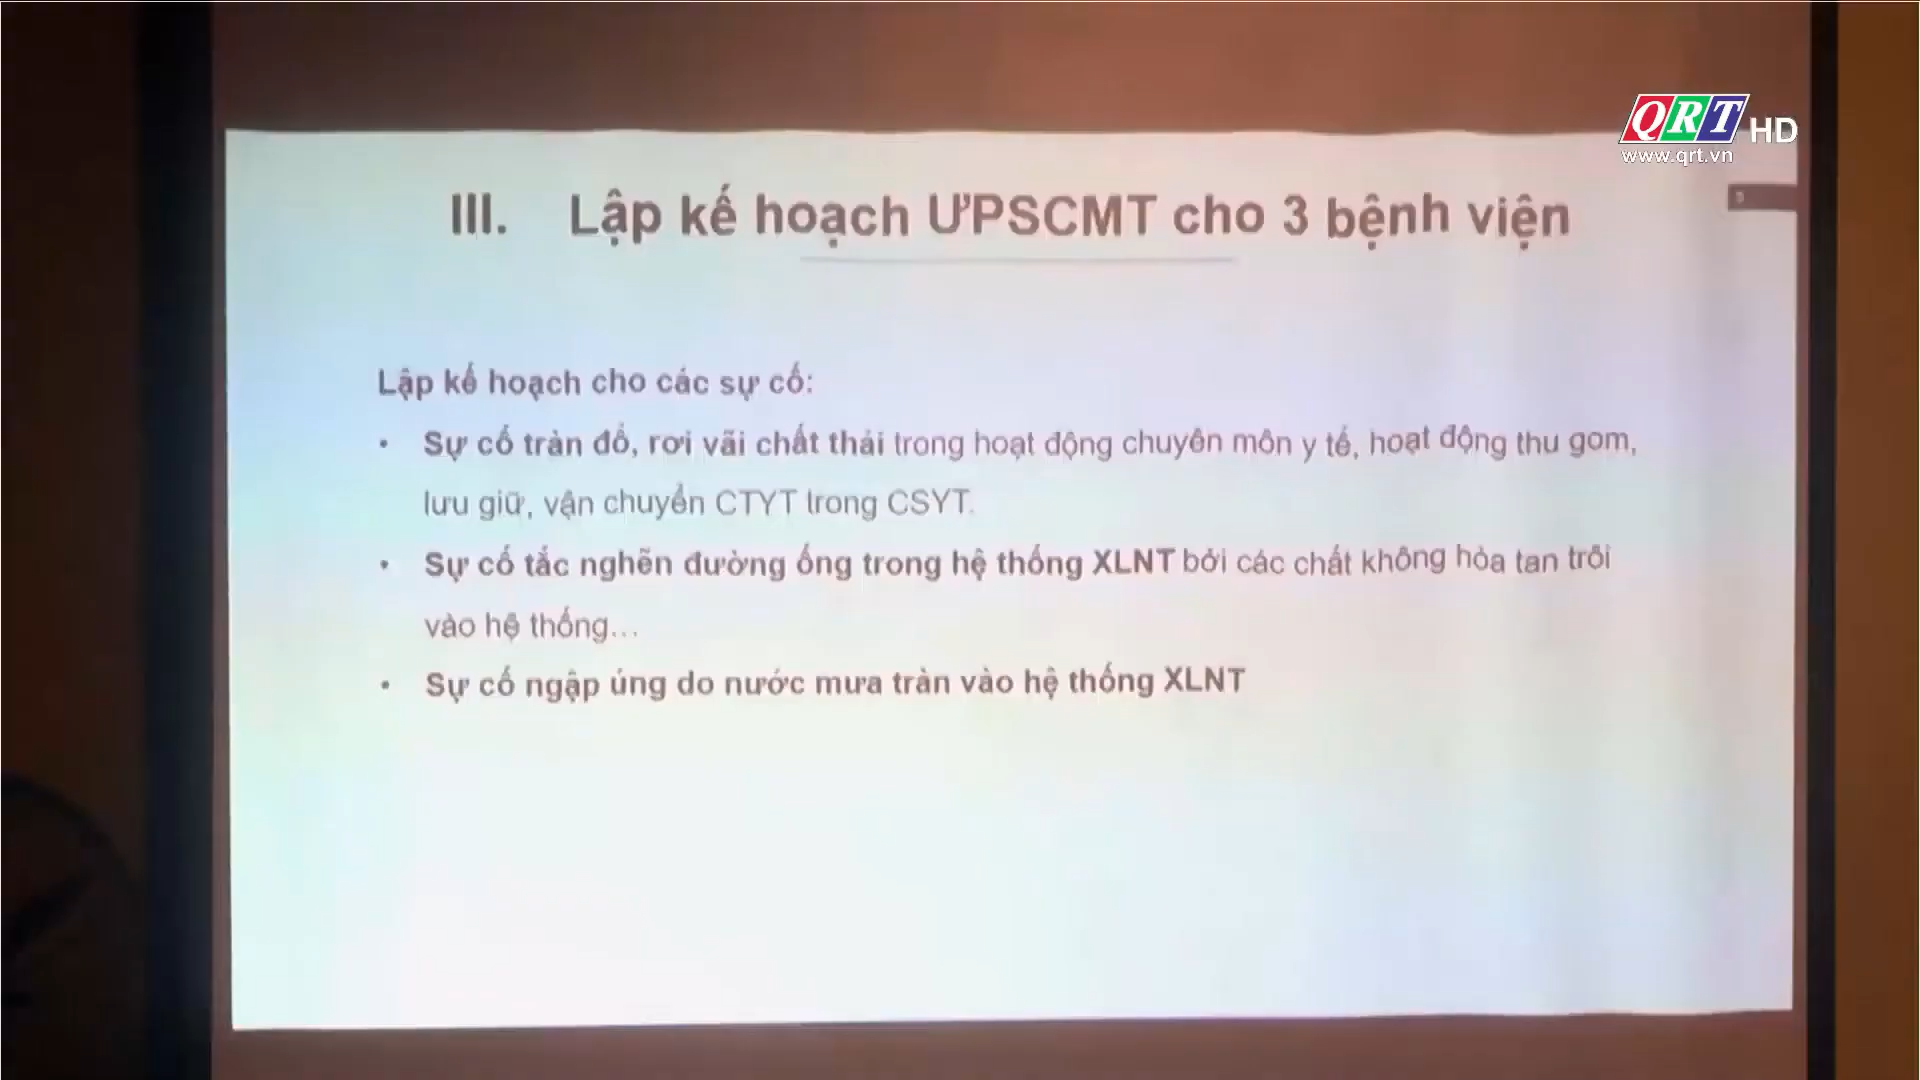 QRT HD
www.qrt.vn
III. Lập kế hoạch ƯPSCMT cho 3 bệnh viện
Lập kế hoạch cho các sự cố:
• Sự cố tràn đổ, rơi vãi chất thải trong hoạt động chuyên môn y tế, hoạt động thu gom,
lưu giữ, vận chuyển CTYT trong CSYT.
• Sự cố tắc nghẽn đường ống trong hệ thống XLNT bởi các chất không hòa tan trôi
vào hệ thống...
• Sự cố ngập úng do nước mưa tràn vào hệ thống XLNT